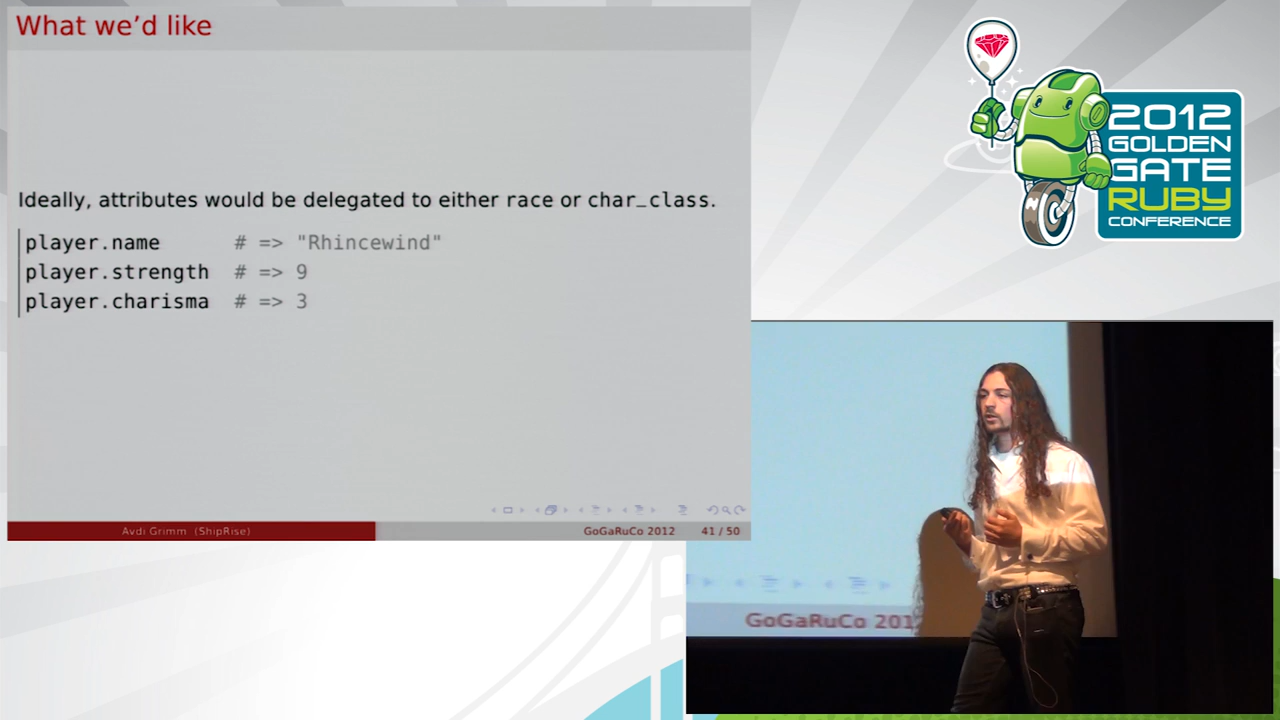 What we'd like
Ideally, attributes would be delegated to either race or char_class.
player.name # => "Rhincewind"
player.strength # => 9
player.charisma # => 3
Avdi Grimm (ShipRise)
GoGaRuCo 2012 41 / 50
2012
GOLDEN
GATE
RUBY
CONFERENCE
GoGaRuCo 201